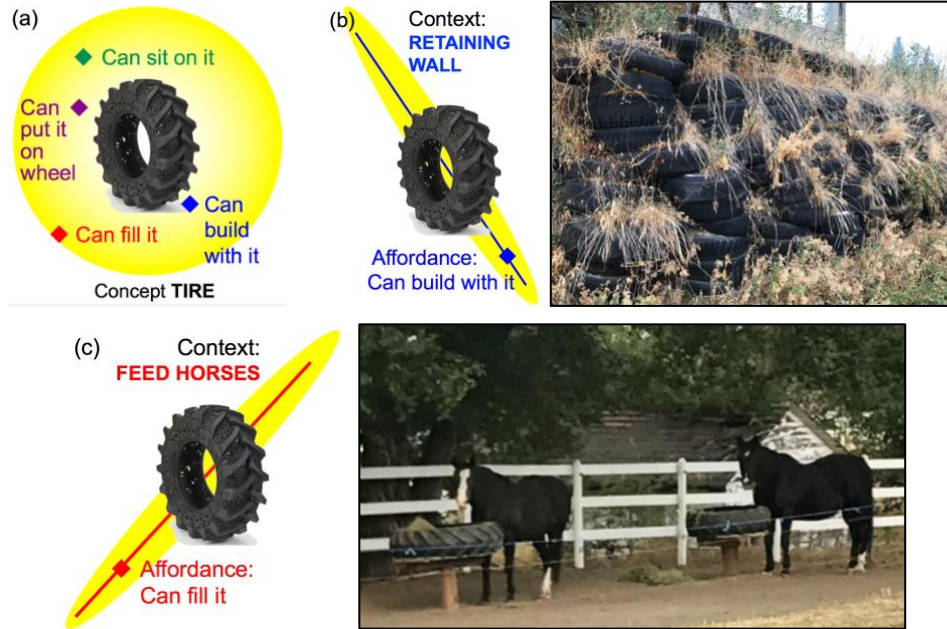 (a)
Can sit on it
Can
put it
on
wheel
Can
build
with it
Can fill it
Concept TIRE
(b)
Context:
RETAINING
WALL
Affordance:
Can build with it
(c)
Context:
FEED HORSES
Affordance:
Can fill it